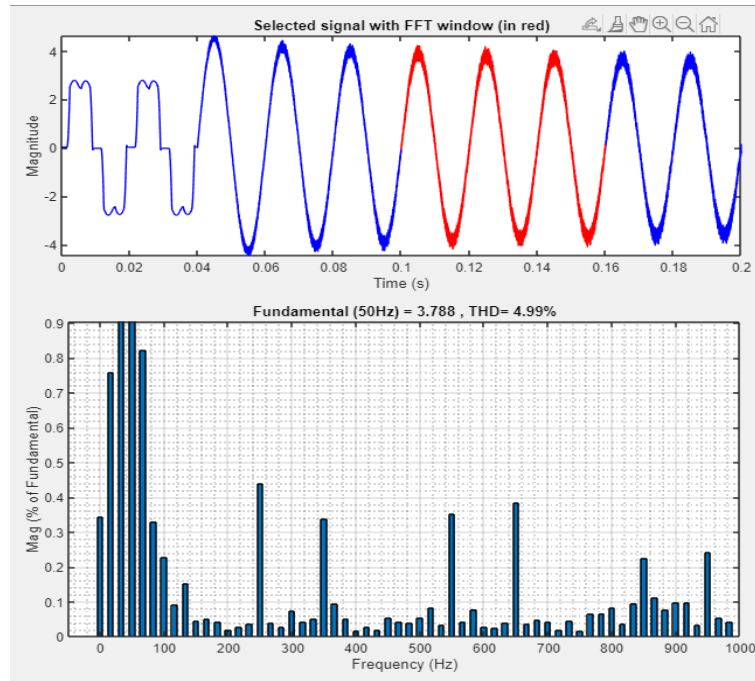 Selected signal with FFT window (in red)
Magnitude
4
2
0
-2
-4
0 0.02 0.04 0.06 0.08 0.1 0.12 0.14 0.16 0.18 0.2
Time (s)
Fundamental (50Hz) = 3.788 , THD= 4.99%
Mag (% of Fundamental)
0.9
0.8
0.7
0.6
0.5
0.4
0.3
0.2
0.1
0
0 100 200 300 400 500 600 700 800 900 1000
Frequency (Hz)